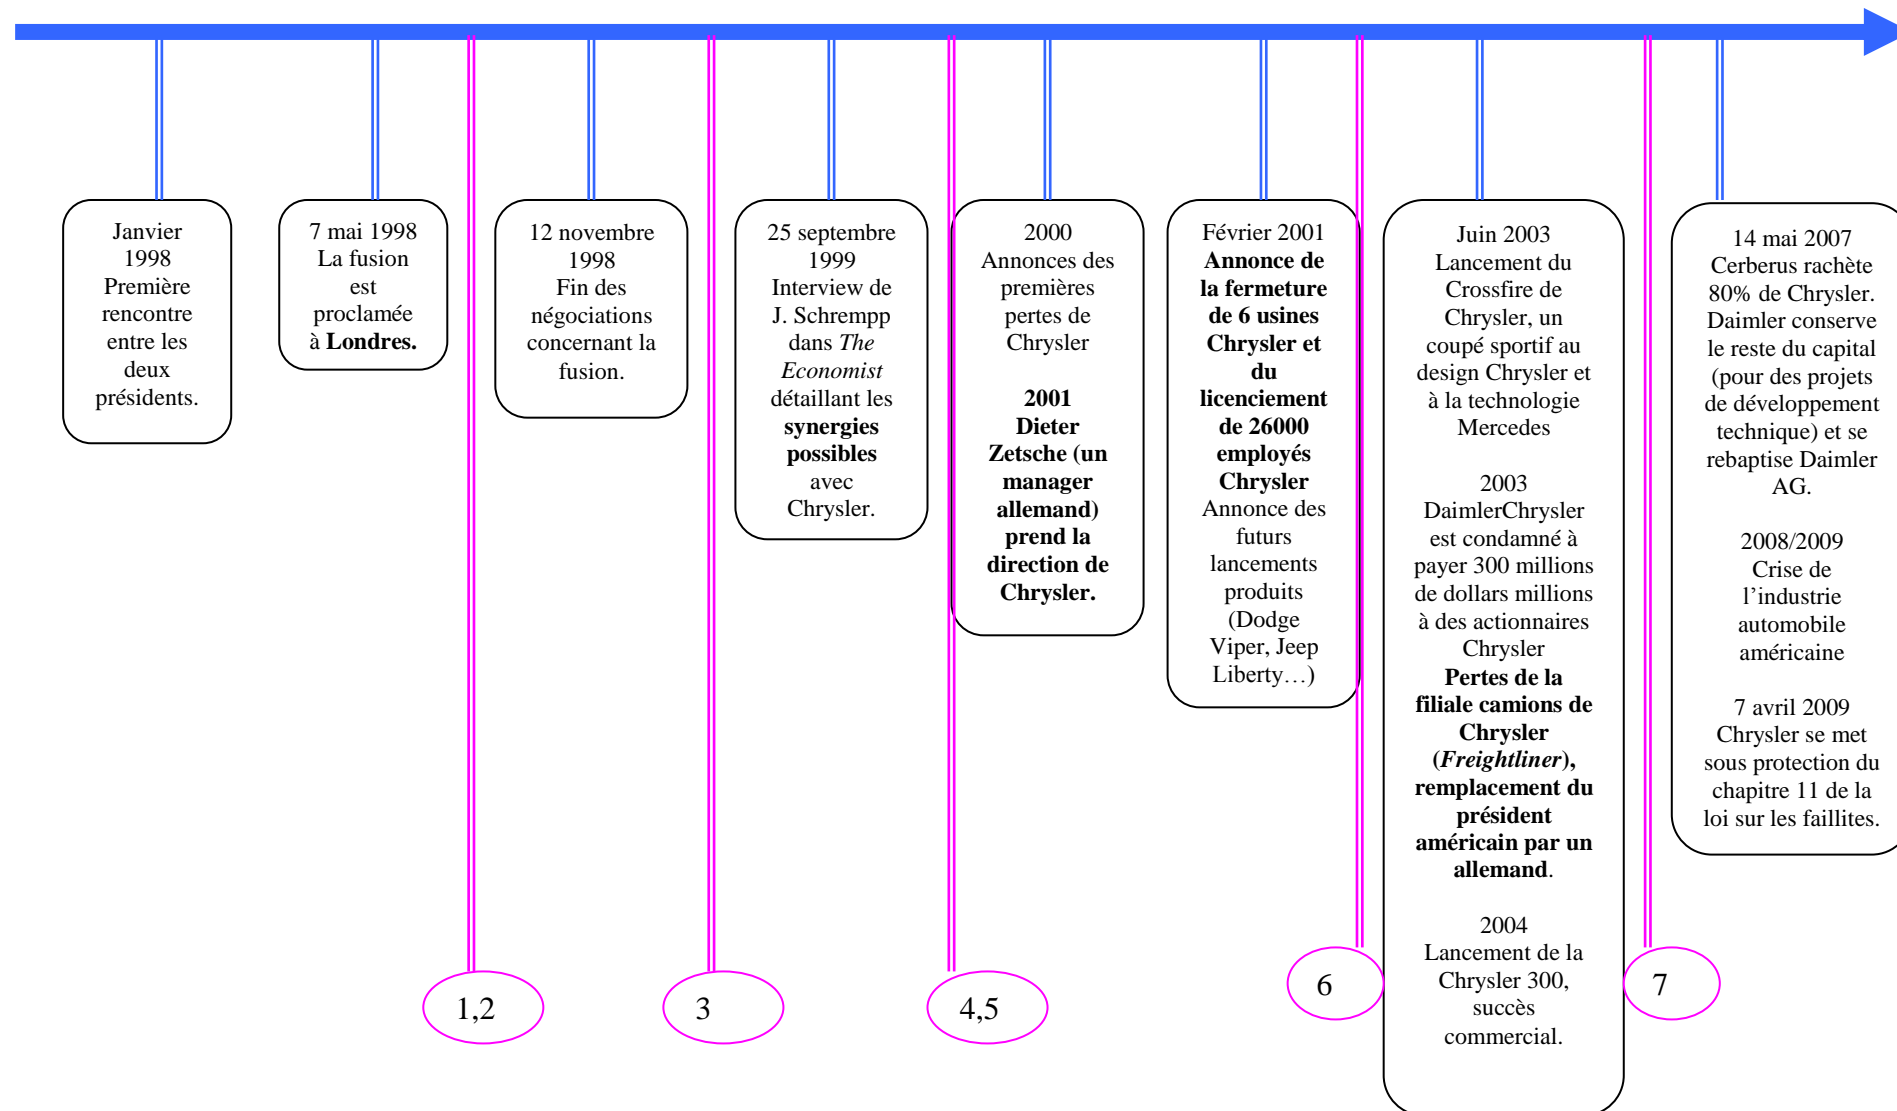 Janvier
1998
Première
rencontre
entre les
deux
présidents.
7 mai 1998
La fusion
est
proclamée
à Londres.
12 novembre
1998
Fin des
négociations
concernant la
fusion.
25 septembre
1999
Interview de
J. Schrempp
dans The
Economist
détaillant les
synergies
possibles
avec
Chrysler.
2000
Annonces des
premières
pertes de
Chrysler
2001
Dieter
Zetsche (un
manager
allemand)
prend la
direction de
Chrysler.
Février 2001
Annonce de
la fermeture
de 6 usines
Chrysler et
du
licenciement
de 26000
employés
Chrysler
Annonce des
futurs
lancements
produits
(Dodge
Viper, Jeep
Liberty…)
Juin 2003
Lancement du
Crossfire de
Chrysler, un
coupé sportif au
design Chrysler et
à la technologie
Mercedes
2003
DaimlerChrysler
est condamné à
payer 300 millions
de dollars millions
à des actionnaires
Chrysler
Pertes de la
filiale camions de
Chrysler
(Freightliner),
remplacement du
président
américain par un
allemand.
2004
Lancement de la
Chrysler 300,
succès
commercial.
14 mai 2007
Cerberus rachète
80% de Chrysler.
Daimler conserve
le reste du capital
(pour des projets
de développement
technique) et se
rebaptise Daimler
AG.
2008/2009
Crise de
l’industrie
automobile
américaine
7 avril 2009
Chrysler se met
sous protection du
chapitre 11 de la
loi sur les faillites.
1,2
3
4,5
6
7